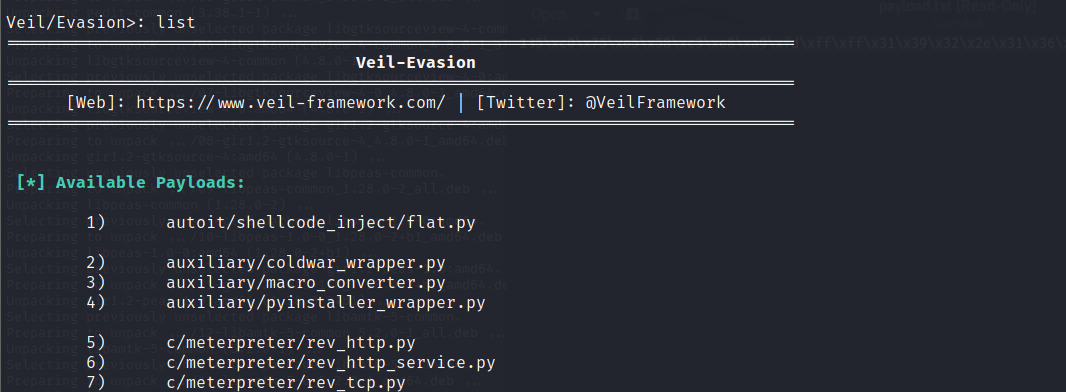 Veil/Evasion>: list
Veil-Evasion
[Web]: https://www.veil-framework.com/ | [Twitter]: @VeilFramework
[*] Available Payloads:
1) autoit/shellcode_inject/flat.py
2) auxiliary/coldwar_wrapper.py
3) auxiliary/macro_converter.py
4) auxiliary/pyinstaller_wrapper.py
5) c/meterpreter/rev_http.py
6) c/meterpreter/rev_http_service.py
7) c/meterpreter/rev_tcp.py